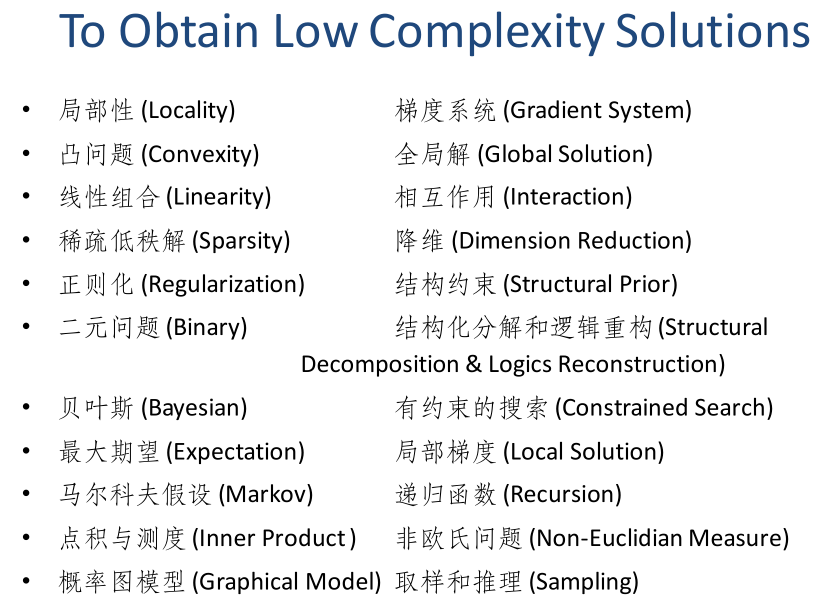 To Obtain Low Complexity Solutions
• 局部性 (Locality) 梯度系统 (Gradient System)
• 凸问题 (Convexity) 全局解 (Global Solution)
• 线性组合 (Linearity) 相互作用 (Interaction)
• 稀疏低秩解 (Sparsity) 降维 (Dimension Reduction)
• 正则化 (Regularization) 结构约束 (Structural Prior)
• 二元问题 (Binary) 结构化分解和逻辑重构 (Structural
Decomposition & Logics Reconstruction)
• 贝叶斯 (Bayesian) 有约束的搜索 (Constrained Search)
• 最大期望 (Expectation) 局部梯度 (Local Solution)
• 马尔科夫假设 (Markov) 递归函数 (Recursion)
• 点积与测度 (Inner Product) 非欧氏问题 (Non-Euclidian Measure)
• 概率图模型 (Graphical Model) 取样和推理 (Sampling)